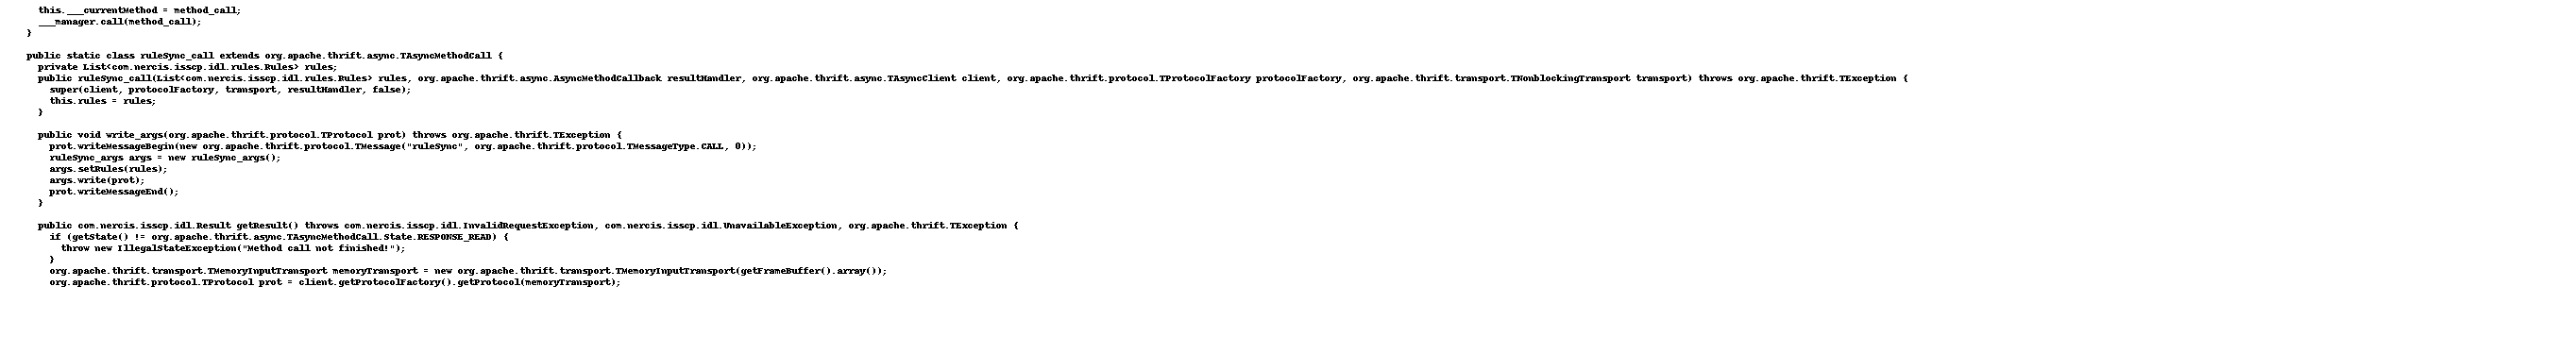 this.___currentMethod = method_call;
___manager.call(method_call);
}
public static class ruleSync_call extends org.apache.thrift.async.TAsyncMethodCall {
private List<com.nercis.isscp.idl.rules.Rules> rules;
public ruleSync_call(List<com.nercis.isscp.idl.rules.Rules> rules, org.apache.thrift.async.AsyncMethodCallback resultHandler, org.apache.thrift.async.TAsyncClient client, org.apache.thrift.protocol.TProtocolFactory protocolFactory, org.apache.thrift.transport.TNonblockingTransport transport) throws org.apache.thrift.TException {
super(client, protocolFactory, transport, resultHandler, false);
this.rules = rules;
}
public void write_args(org.apache.thrift.protocol.TProtocol prot) throws org.apache.thrift.TException {
prot.writeMessageBegin(new org.apache.thrift.protocol.TMessage("ruleSync", org.apache.thrift.protocol.TMessageType.CALL, 0));
ruleSync_args args = new ruleSync_args();
args.setRules(rules);
args.write(prot);
prot.writeMessageEnd();
}
public com.nercis.isscp.idl.Result getResult() throws com.nercis.isscp.idl.InvalidRequestException, com.nercis.isscp.idl.UnavailableException, org.apache.thrift.TException {
if (getState() != org.apache.thrift.async.TAsyncMethodCall.State.RESPONSE_READ) {
throw new IllegalStateException("Method call not finished!");
}
org.apache.thrift.transport.TMemoryInputTransport memoryTransport = new org.apache.thrift.transport.TMemoryInputTransport(getFrameBuffer().array());
org.apache.thrift.protocol.TProtocol prot = client.getProtocolFactory().getProtocol(memoryTransport);